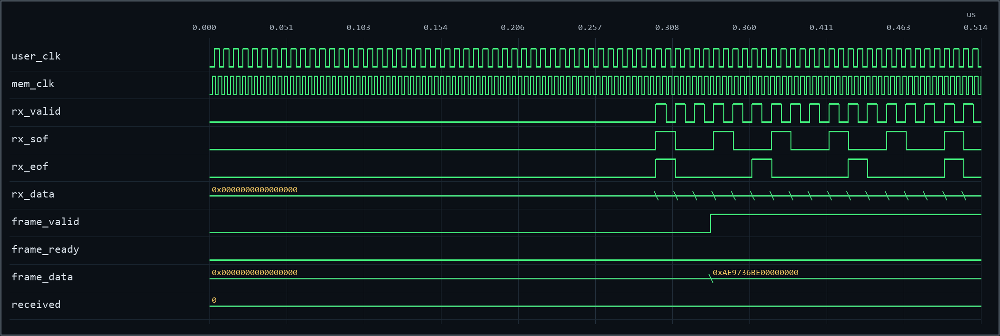 us
0.000 0.051 0.103 0.154 0.206 0.257 0.308 0.360 0.411 0.463 0.514
user_clk
mem_clk
rx_valid
rx_sof
rx_eof
rx_data 0x0000000000000000
frame_valid
frame_ready
frame_data 0x0000000000000000 0xAE9736BE00000000
received 0